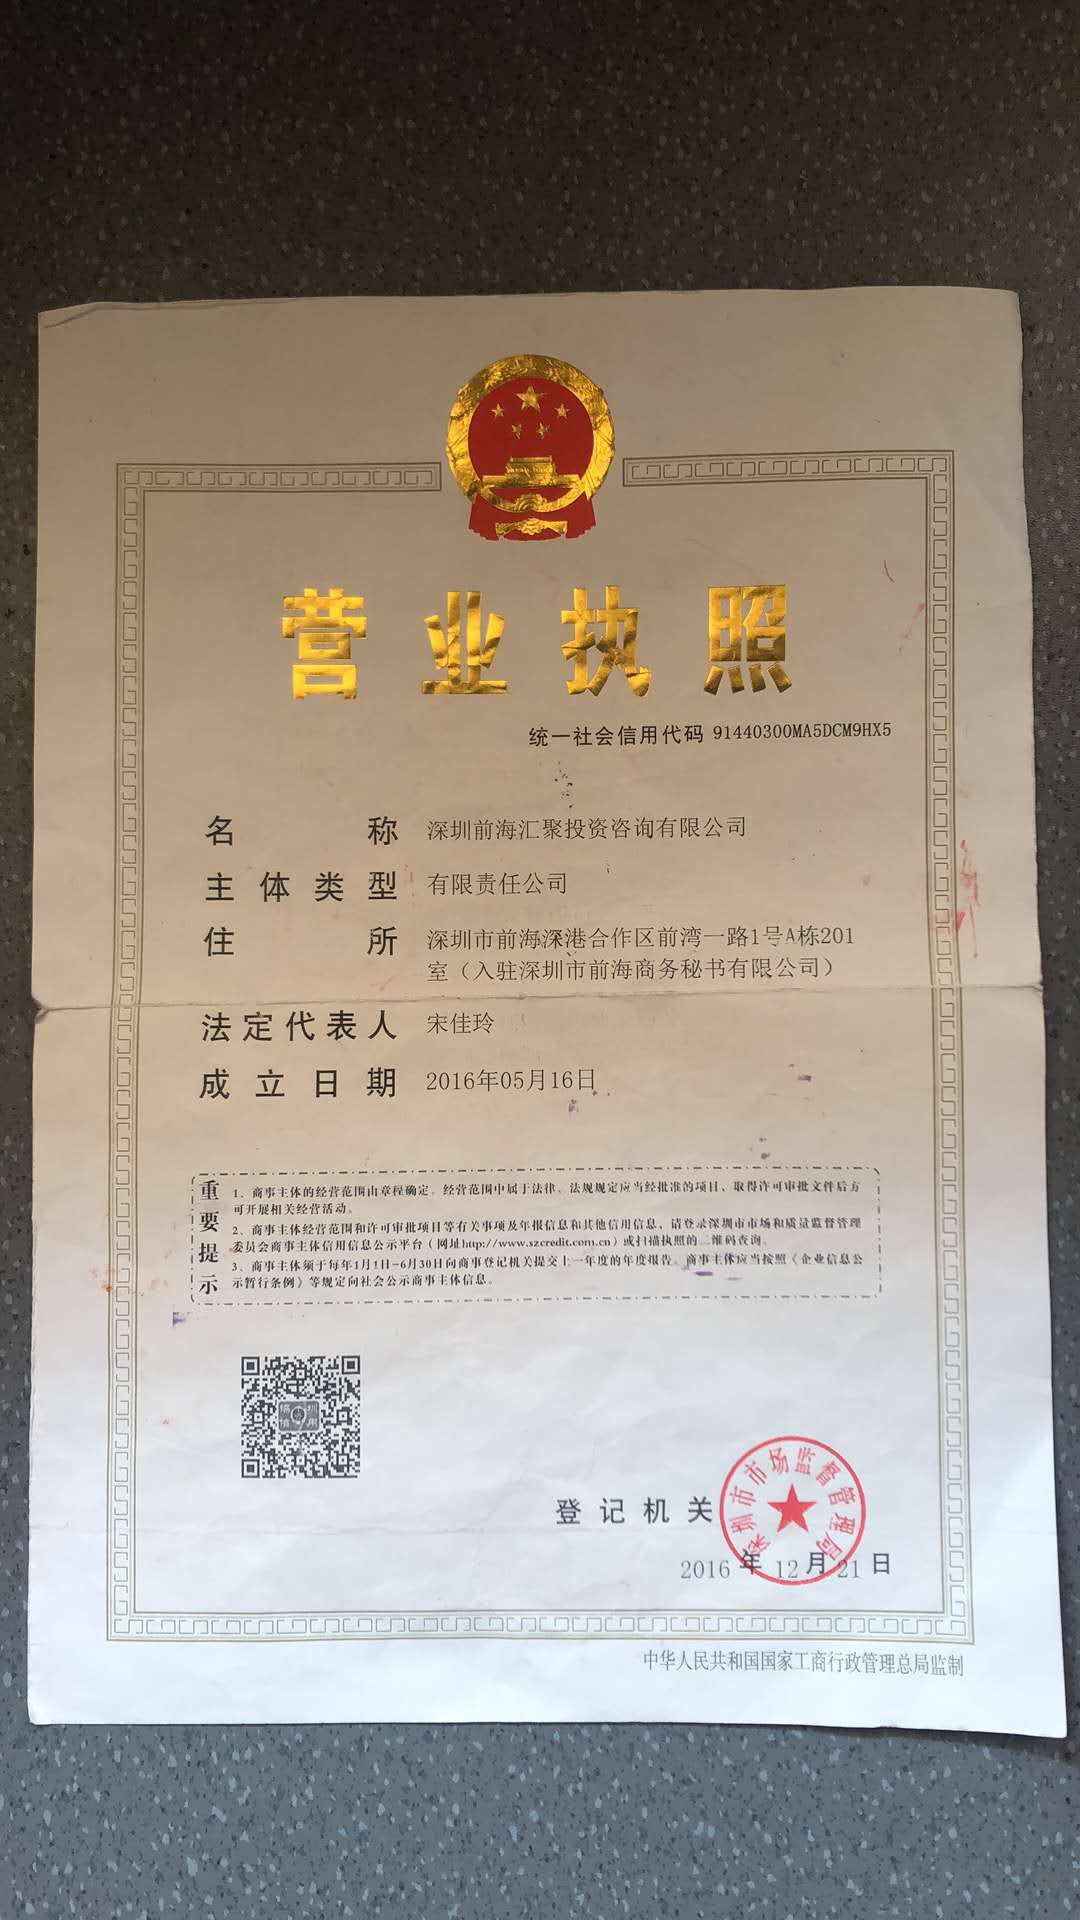 营业执照
统一社会信用代码 91440300MA5DCM9HX5
名称 深圳前海汇聚投资咨询有限公司
主体类型 有限责任公司
住所 深圳市前海深港合作区前湾一路1号A栋201
室（入驻深圳市前海商务秘书有限公司）
法定代表人 宋佳玲
成立日期 2016年05月16日
重要提示
1、商事主体的经营范围由章程确定。经营范围中属于法律、法规规定应当经批准的项目，取得许可审批文件后方
可开展相关经营活动。
2、商事主体经营范围和许可审批项目等有关事项及年报信息和其他信用信息，请登录深圳市市场和质量监督管理
委员会商事主体信用信息公示平台（网址http://www.szcredit.com.cn）或扫描执照的二维码查询。
3、商事主体须于每年1月1日-6月30日向商事登记机关提交上一年度的年度报告。商事主体应当按照《企业信息公
示暂行条例》等规定向社会公示商事主体信息。
深圳信用
登记机关
深圳市市场监督管理局
2016年12月21日
中华人民共和国国家工商行政管理总局监制